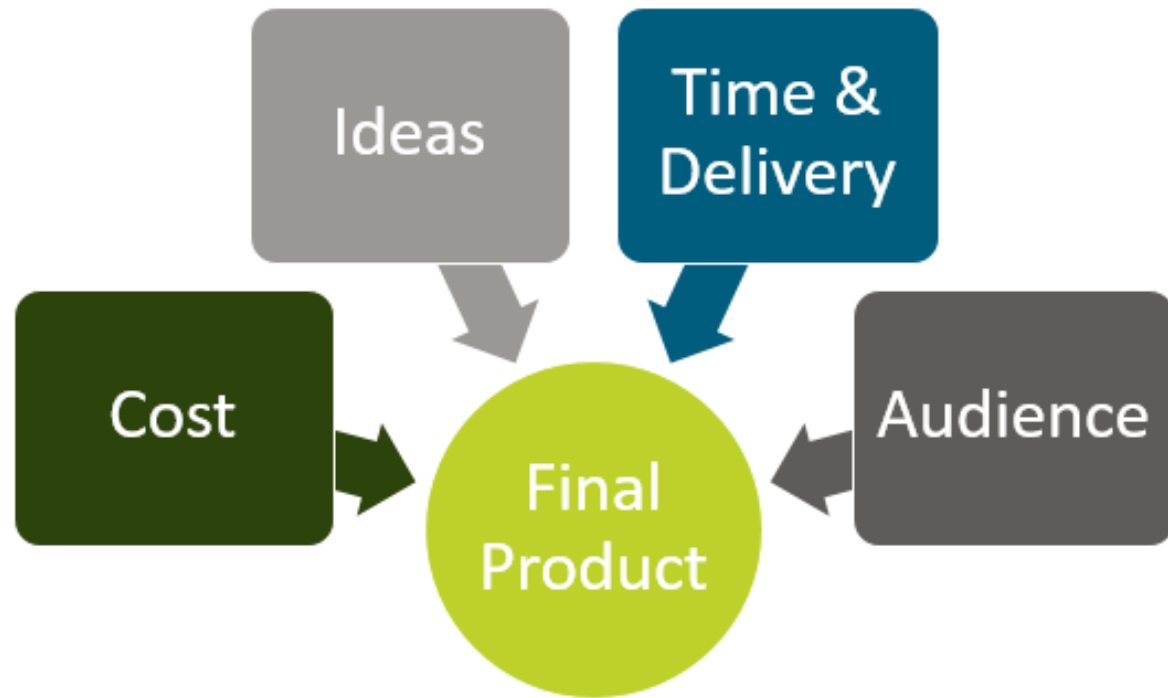 Ideas
Time &
Delivery
Cost
Audience
Final
Product